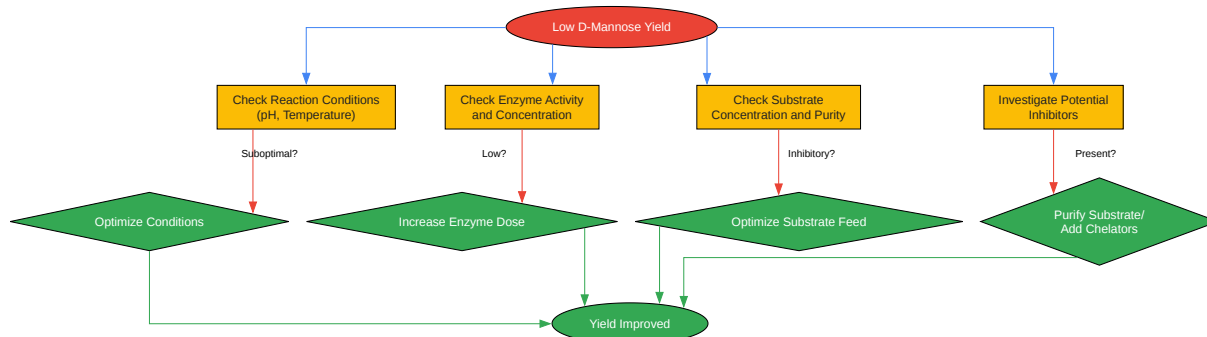 Low D-Mannose Yield
Check Reaction Conditions
(pH, Temperature)
Check Enzyme Activity
and Concentration
Check Substrate
Concentration and Purity
Investigate Potential
Inhibitors
Suboptimal?
Low?
Inhibitory?
Present?
Optimize Conditions
Increase Enzyme Dose
Optimize Substrate Feed
Purify Substrate/
Add Chelators
Yield Improved